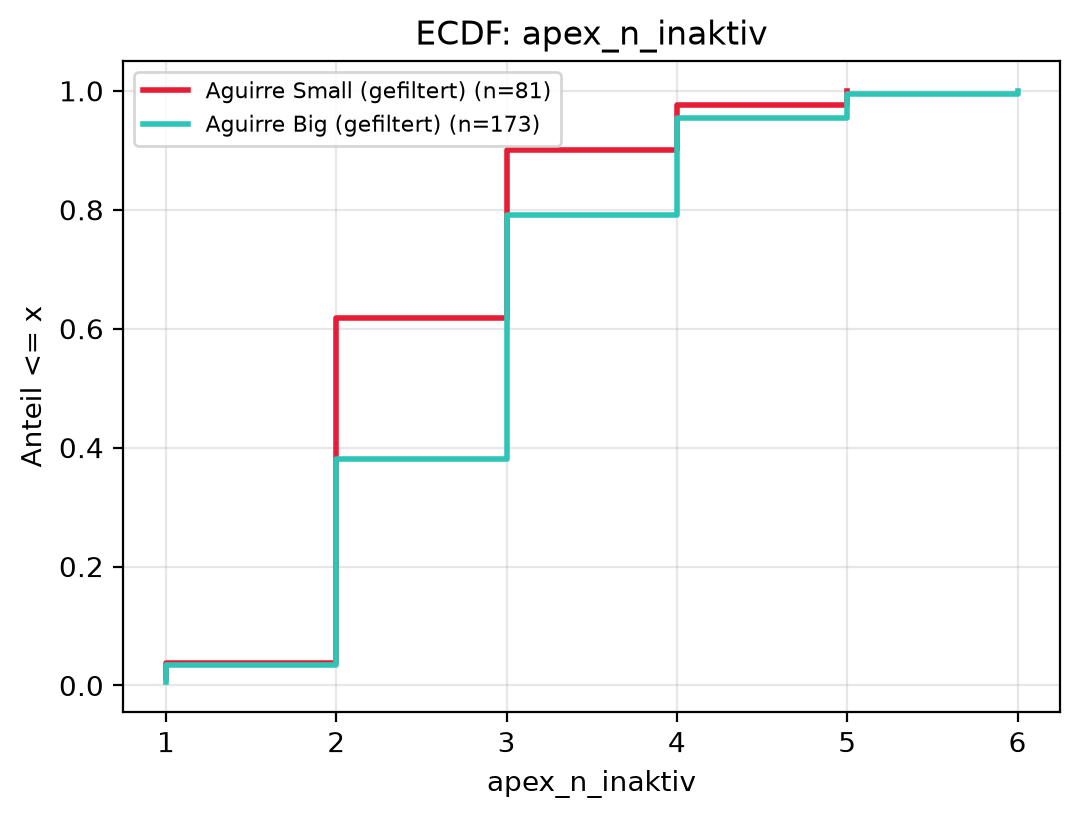 ECDF: apex_n_inaktiv
Aguirre Small (gefiltert) (n=81)
Aguirre Big (gefiltert) (n=173)
Anteil <= x
1.0
0.8
0.6
0.4
0.2
0.0
1 2 3 4 5 6
apex_n_inaktiv